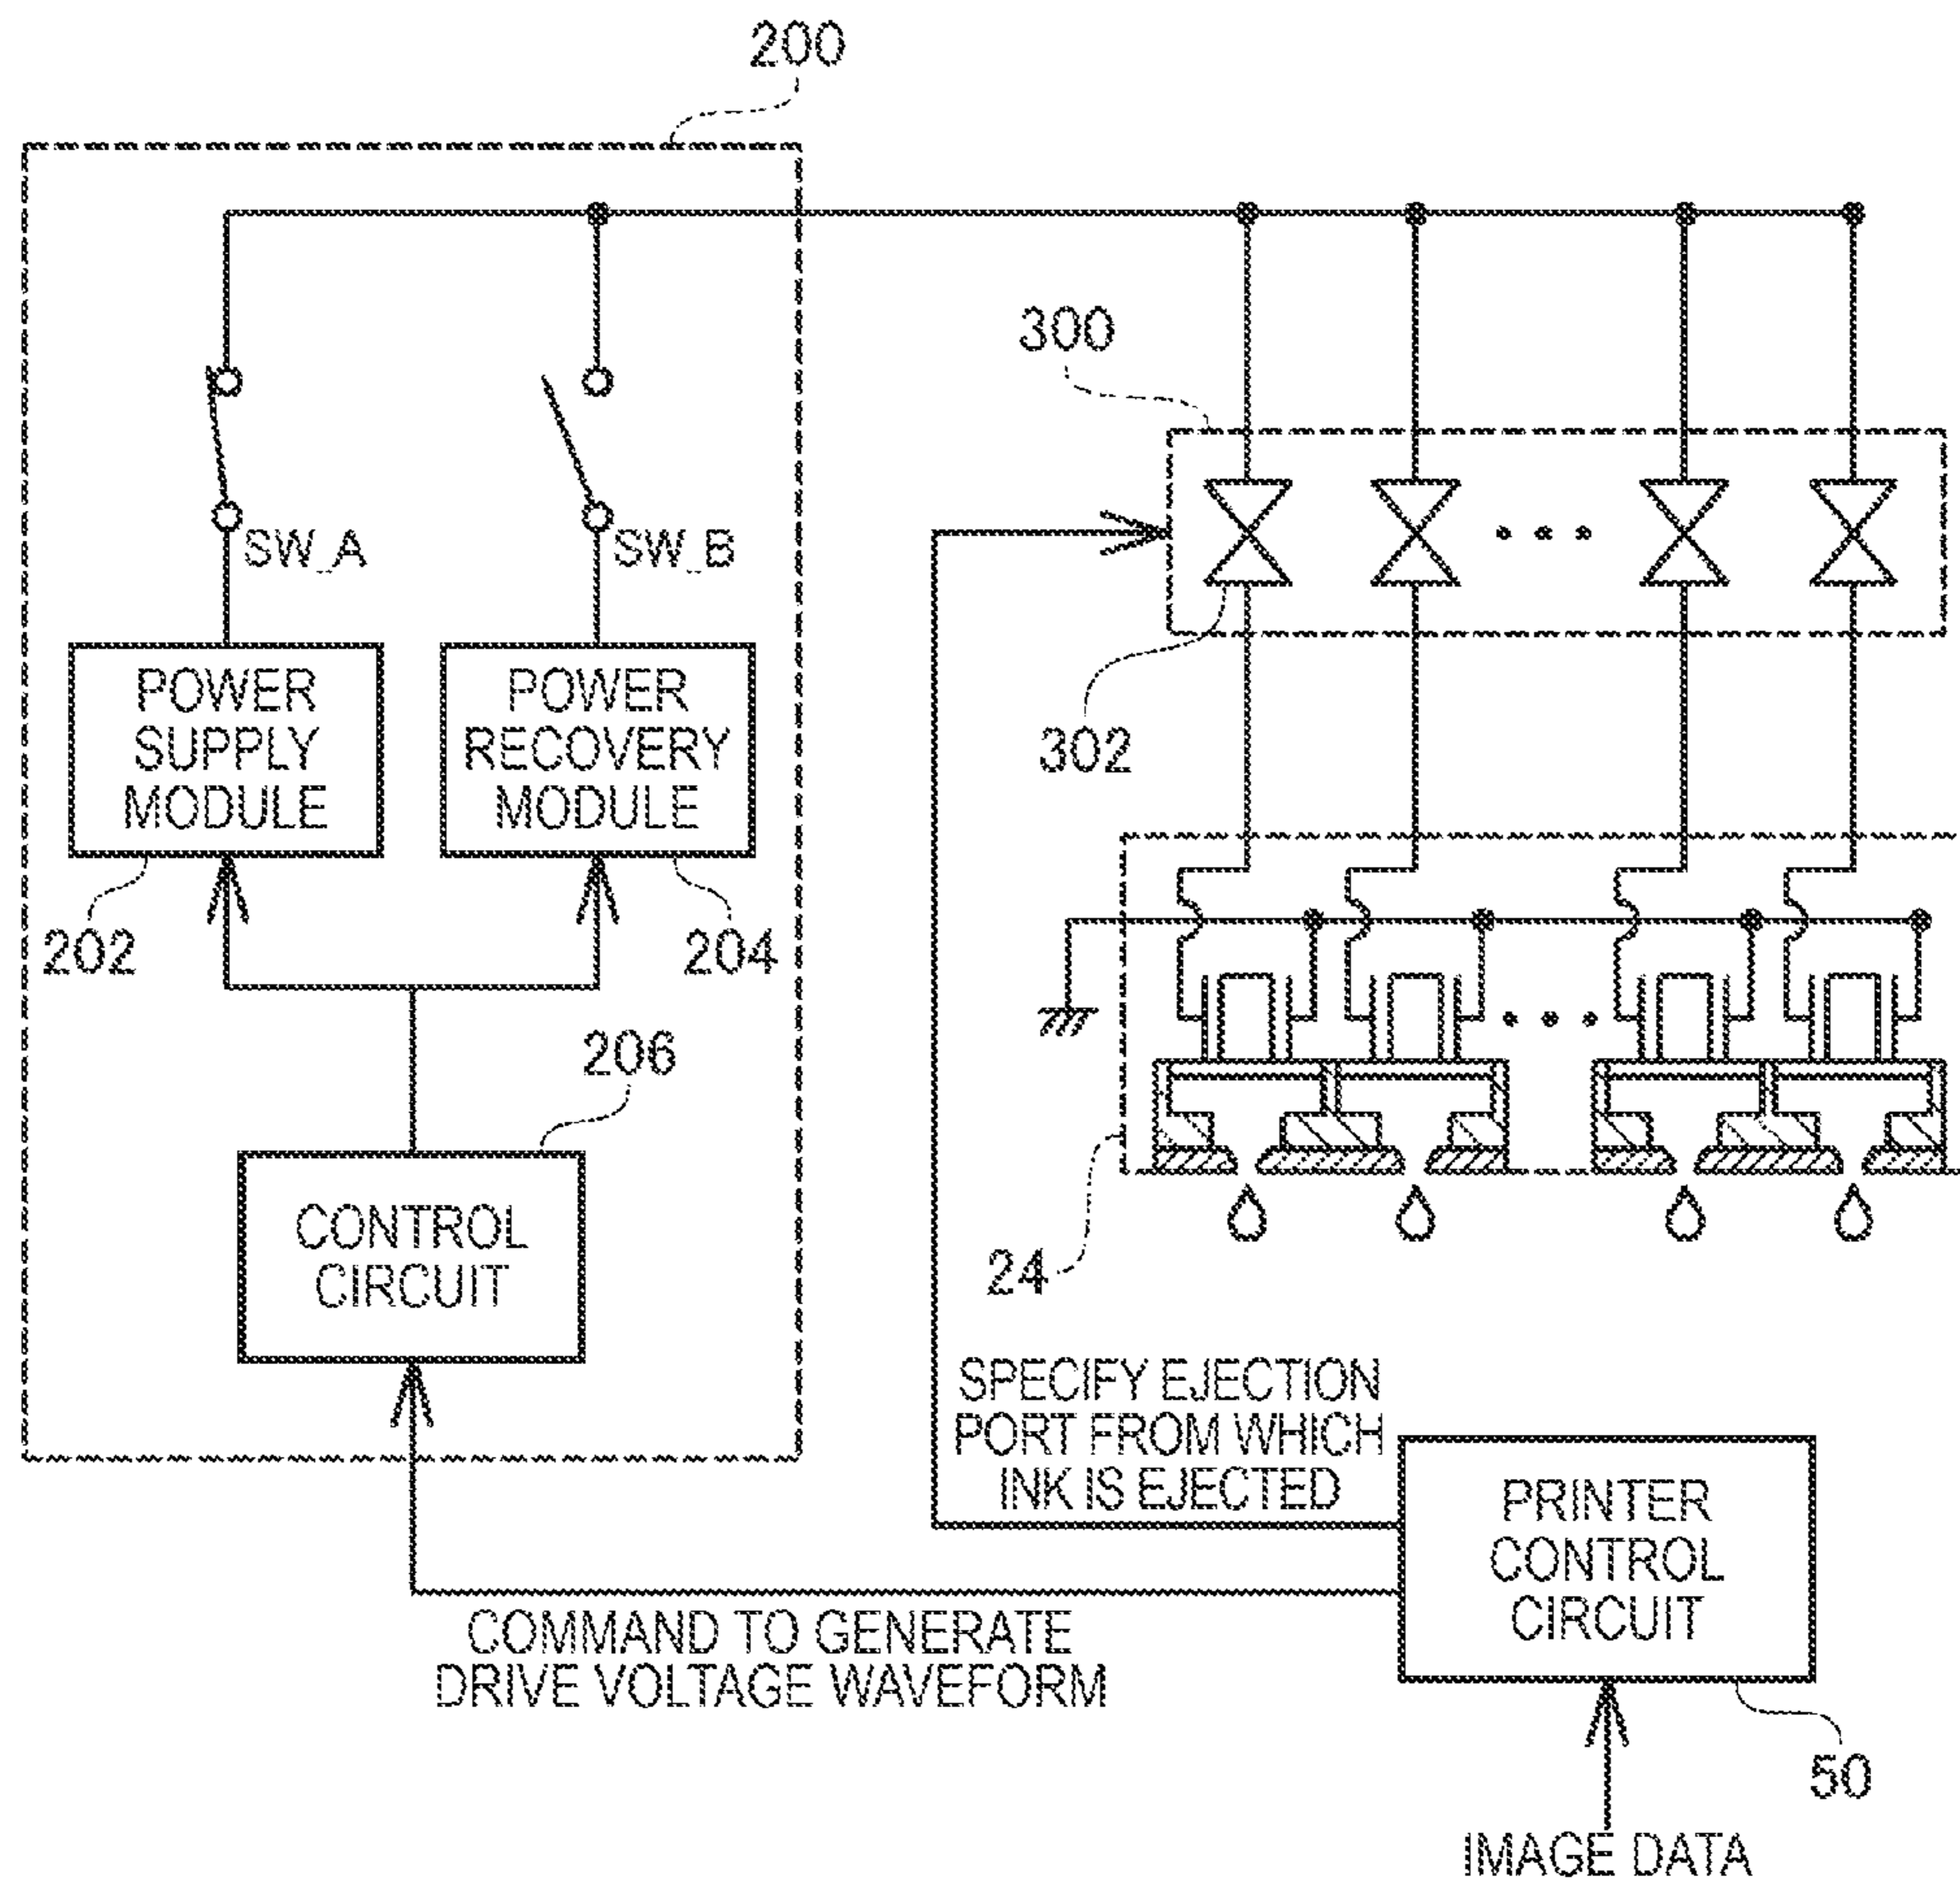 200
300
SW_A
SW_B
POWER
SUPPLY
MODULE
POWER
RECOVERY
MODULE
302
202
204
206
CONTROL
CIRCUIT
24
SPECIFY EJECTION
PORT FROM WHICH
INK IS EJECTED
PRINTER
CONTROL
CIRCUIT
COMMAND TO GENERATE
DRIVE VOLTAGE WAVEFORM
50
IMAGE DATA